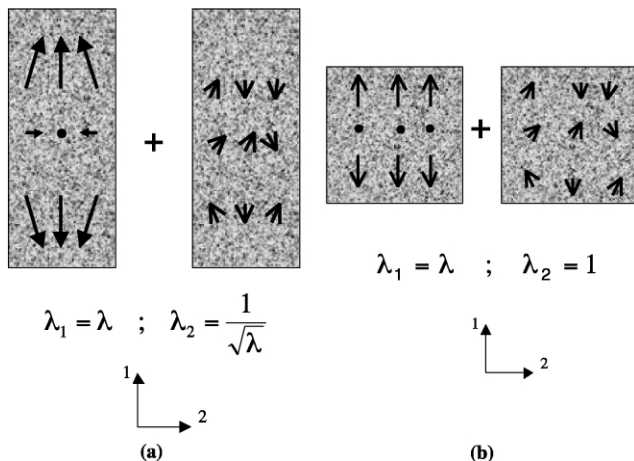 +
+
λ₁ = λ ; λ₂ = 1/√λ
λ₁ = λ ; λ₂ = 1
1
2
1
2
(a)
(b)